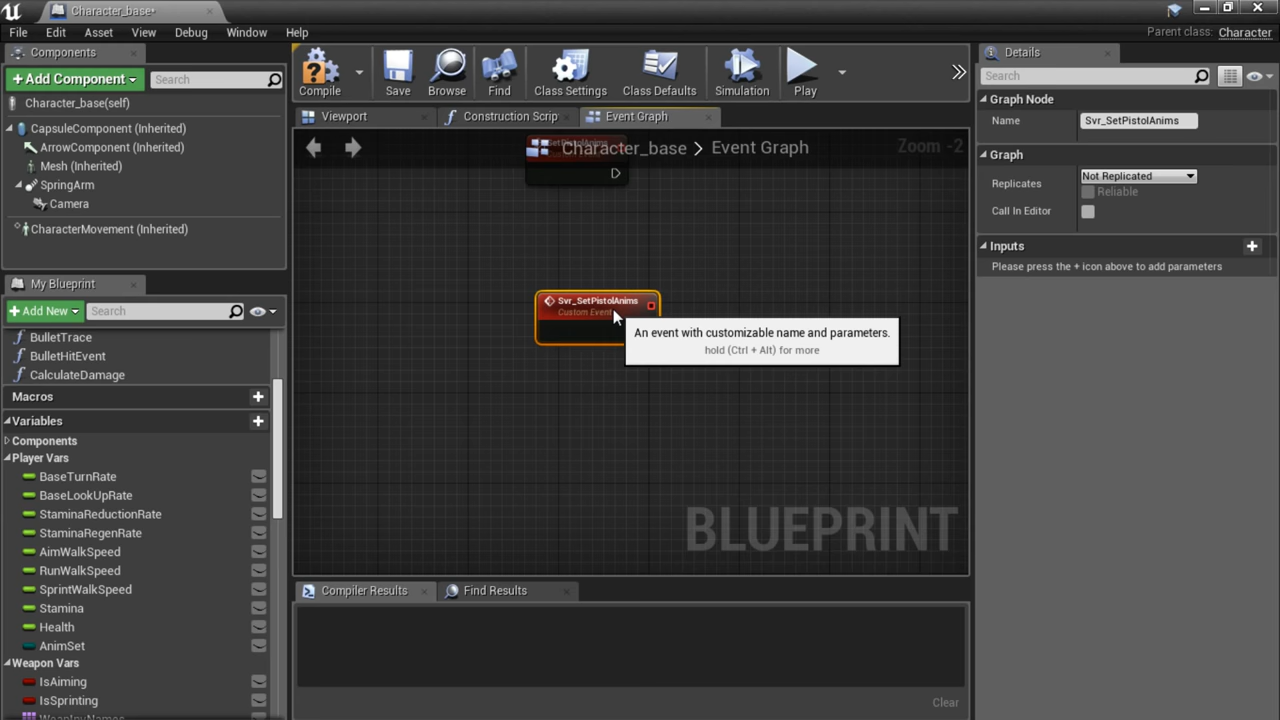 Character_base*
File Edit Asset View Debug Window Help
Parent class: Character
Components
+Add Component
Search
Character_base(self)
CapsuleComponent (Inherited)
ArrowComponent (Inherited)
Mesh (Inherited)
SpringArm
Camera
CharacterMovement (Inherited)
My Blueprint
+Add New
Search
BulletTrace
BulletHitEvent
CalculateDamage
Macros
Variables
Components
Player Vars
BaseTurnRate
BaseLookUpRate
StaminaReductionRate
StaminaRegenRate
AimWalkSpeed
RunWalkSpeed
SprintWalkSpeed
Stamina
Health
AnimSet
Weapon Vars
IsAiming
IsSprinting
Compile Save Browse Find Class Settings Class Defaults Simulation Play
Viewport Construction Scrip Event Graph
Character_base > Event Graph
Zoom -2
Svr_SetPistolAnims
Custom Event
An event with customizable name and parameters.
hold (Ctrl + Alt) for more
BLUEPRINT
Compiler Results Find Results
Clear
Details
Search
Graph Node
Name Svr_SetPistolAnims
Graph
Replicates Not Replicated
Reliable
Call In Editor
Inputs
Please press the + icon above to add parameters